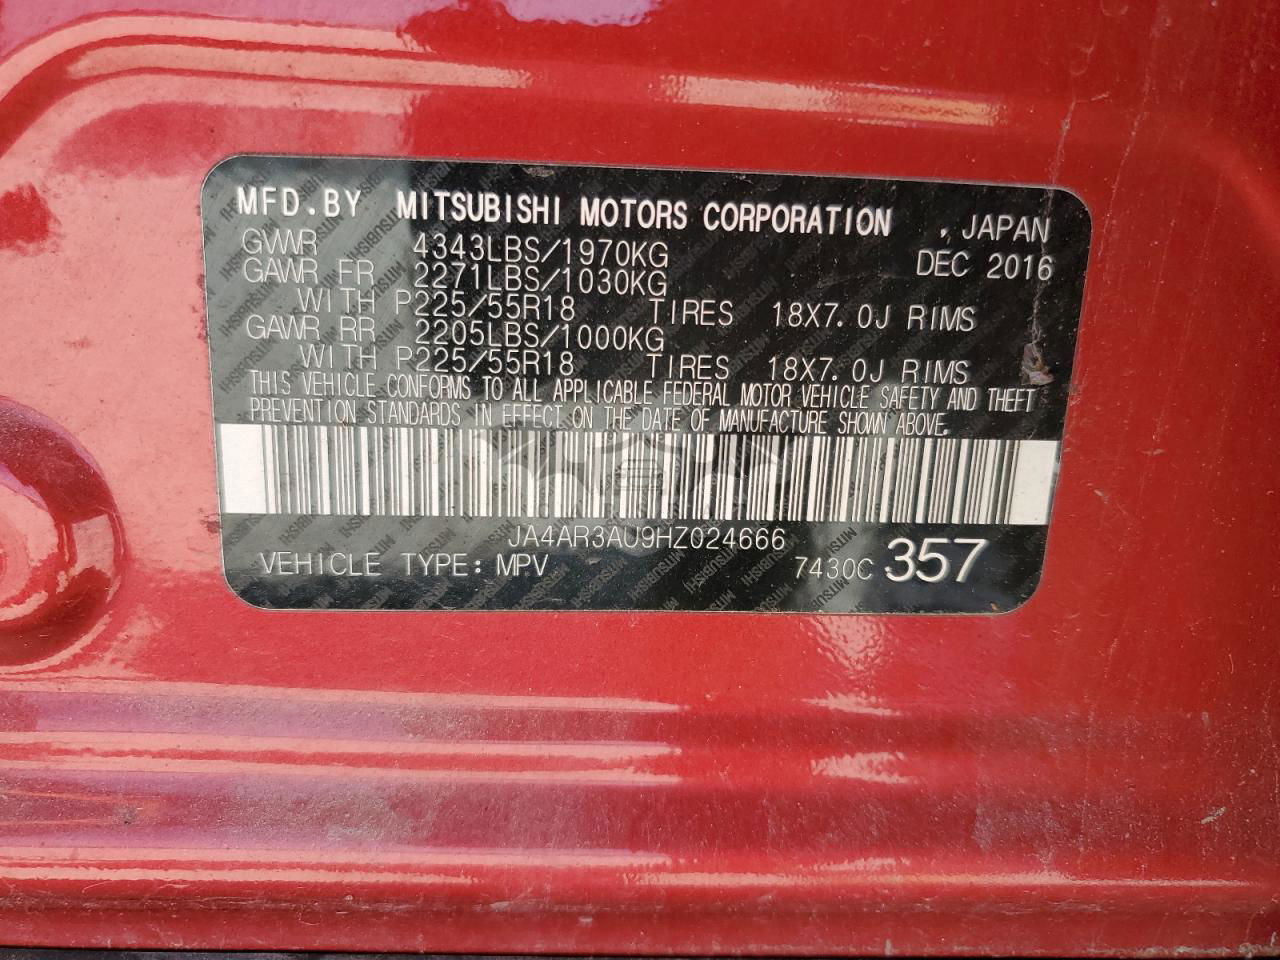 MFD.BY MITSUBISHI MOTORS CORPORATION , JAPAN
GVWR 4343LBS/1970KG DEC 2016
GAWR FR 2271LBS/1030KG
WITH P225/55R18 TIRES 18X7.0J RIMS
GAWR RR 2205LBS/1000KG
WITH P225/55R18 TIRES 18X7.0J RIMS
THIS VEHICLE CONFORMS TO ALL APPLICABLE FEDERAL MOTOR VEHICLE SAFETY AND THEFT
PREVENTION STANDARDS IN EFFECT ON THE DATE OF MANUFACTURE SHOWN ABOVE.
JA4AR3AU9HZ024666
VEHICLE TYPE: MPV 7430C 357